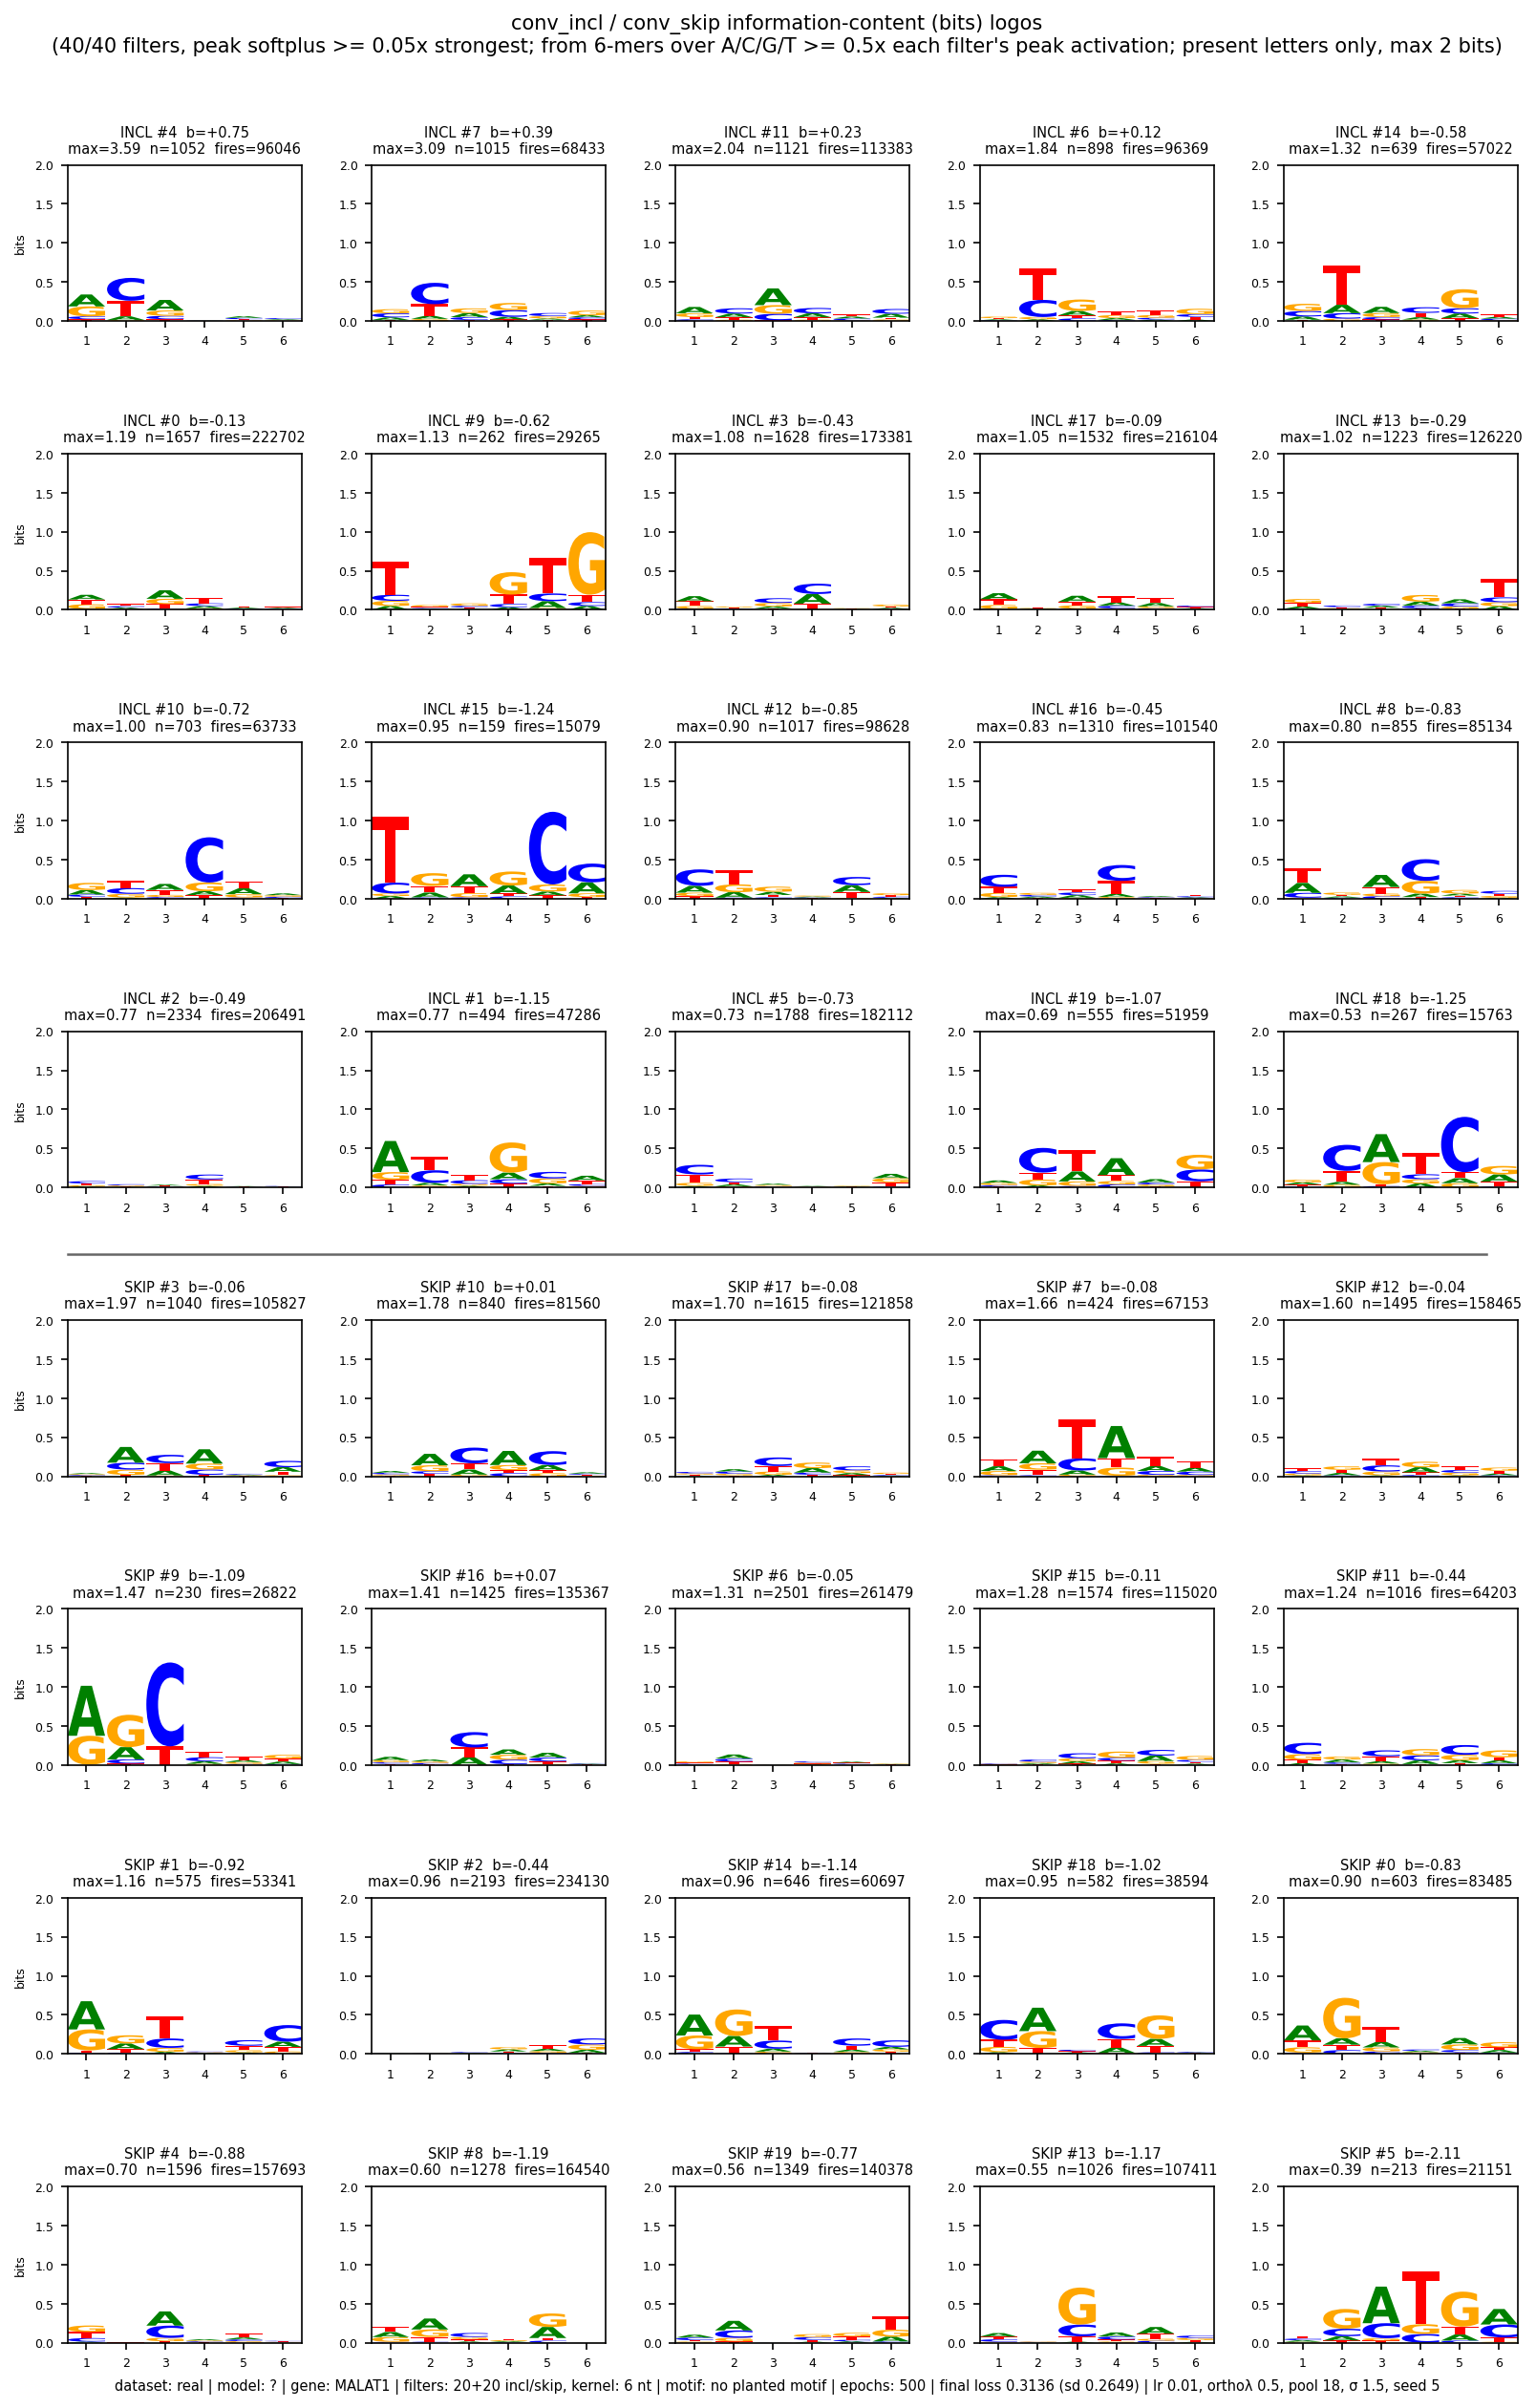 conv_incl / conv_skip information-content (bits) logos
(40/40 filters, peak softplus >= 0.05x strongest; from 6-mers over A/C/G/T >= 0.5x each filter's peak activation; present letters only, max 2 bits)
INCL #4 b=+0.75
max=3.59 n=1052 fires=96046
INCL #7 b=+0.39
max=3.09 n=1015 fires=68433
INCL #11 b=+0.23
max=2.04 n=1121 fires=113383
INCL #6 b=+0.12
max=1.84 n=898 fires=96369
INCL #14 b=-0.58
max=1.32 n=639 fires=57022
INCL #0 b=-0.13
max=1.19 n=1657 fires=222702
INCL #9 b=-0.62
max=1.13 n=262 fires=29265
INCL #3 b=-0.43
max=1.08 n=1628 fires=173381
INCL #17 b=-0.09
max=1.05 n=1532 fires=216104
INCL #13 b=-0.29
max=1.02 n=1223 fires=126220
INCL #10 b=-0.72
max=1.00 n=703 fires=63733
INCL #15 b=-1.24
max=0.95 n=159 fires=15079
INCL #12 b=-0.85
max=0.90 n=1017 fires=98628
INCL #16 b=-0.45
max=0.83 n=1310 fires=101540
INCL #8 b=-0.83
max=0.80 n=855 fires=85134
INCL #2 b=-0.49
max=0.77 n=2334 fires=206491
INCL #1 b=-1.15
max=0.77 n=494 fires=47286
INCL #5 b=-0.73
max=0.73 n=1788 fires=182112
INCL #19 b=-1.07
max=0.69 n=555 fires=51959
INCL #18 b=-1.25
max=0.53 n=267 fires=15763
SKIP #3 b=-0.06
max=1.97 n=1040 fires=105827
SKIP #10 b=+0.01
max=1.78 n=840 fires=81560
SKIP #17 b=-0.08
max=1.70 n=1615 fires=121858
SKIP #7 b=-0.08
max=1.66 n=424 fires=67153
SKIP #12 b=-0.04
max=1.60 n=1495 fires=158465
SKIP #9 b=-1.09
max=1.47 n=230 fires=26822
SKIP #16 b=+0.07
max=1.41 n=1425 fires=135367
SKIP #6 b=-0.05
max=1.31 n=2501 fires=261479
SKIP #15 b=-0.11
max=1.28 n=1574 fires=115020
SKIP #11 b=-0.44
max=1.24 n=1016 fires=64203
SKIP #1 b=-0.92
max=1.16 n=575 fires=53341
SKIP #2 b=-0.44
max=0.96 n=2193 fires=234130
SKIP #14 b=-1.14
max=0.96 n=646 fires=60697
SKIP #18 b=-1.02
max=0.95 n=582 fires=38594
SKIP #0 b=-0.83
max=0.90 n=603 fires=83485
SKIP #4 b=-0.88
max=0.70 n=1596 fires=157693
SKIP #8 b=-1.19
max=0.60 n=1278 fires=164540
SKIP #19 b=-0.77
max=0.56 n=1349 fires=140378
SKIP #13 b=-1.17
max=0.55 n=1026 fires=107411
SKIP #5 b=-2.11
max=0.39 n=213 fires=21151
bits
2.0
1.5
1.0
0.5
0.0
1 2 3 4 5 6
dataset: real | model: ? | gene: MALAT1 | filters: 20+20 incl/skip, kernel: 6 nt | motif: no planted motif | epochs: 500 | final loss 0.3136 (sd 0.2649) | lr 0.01, orthoλ 0.5, pool 18, σ 1.5, seed 5